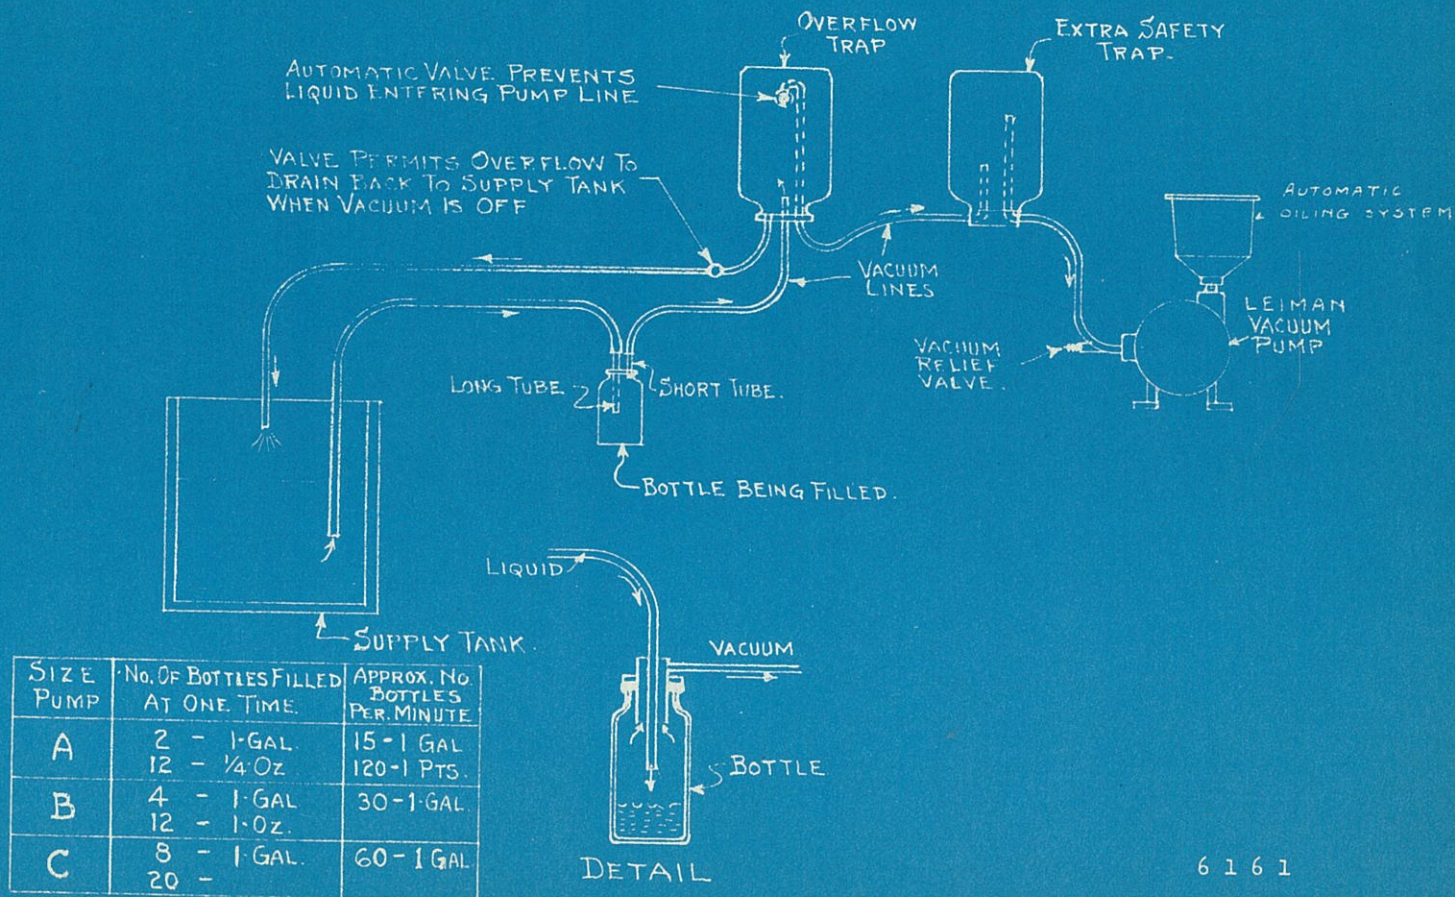 OVERFLOW
TRAP
EXTRA SAFETY
TRAP.
AUTOMATIC VALVE PREVENTS
LIQUID ENTERING PUMP LINE
VALVE PERMITS OVERFLOW TO
DRAIN BACK TO SUPPLY TANK
WHEN VACUUM IS OFF
AUTOMATIC
OILING SYSTEM
VACUUM
LINES
LEIMAN
VACUUM
PUMP
VACUUM
RELIEF
VALVE.
LONG TUBE
SHORT TUBE.
BOTTLE BEING FILLED.
LIQUID
SUPPLY TANK.
VACUUM
BOTTLE
DETAIL
SIZE PUMP
No. OF BOTTLES FILLED
AT ONE TIME.
APPROX. No.
BOTTLES
PER. MINUTE
A
2 - 1-GAL.
15-1 GAL
12 - 1/4 Oz
120-1 PTS.
B
4 - 1-GAL
30-1-GAL.
12 - 1-Oz.
C
8 - 1-GAL.
60-1 GAL
20 -
6161